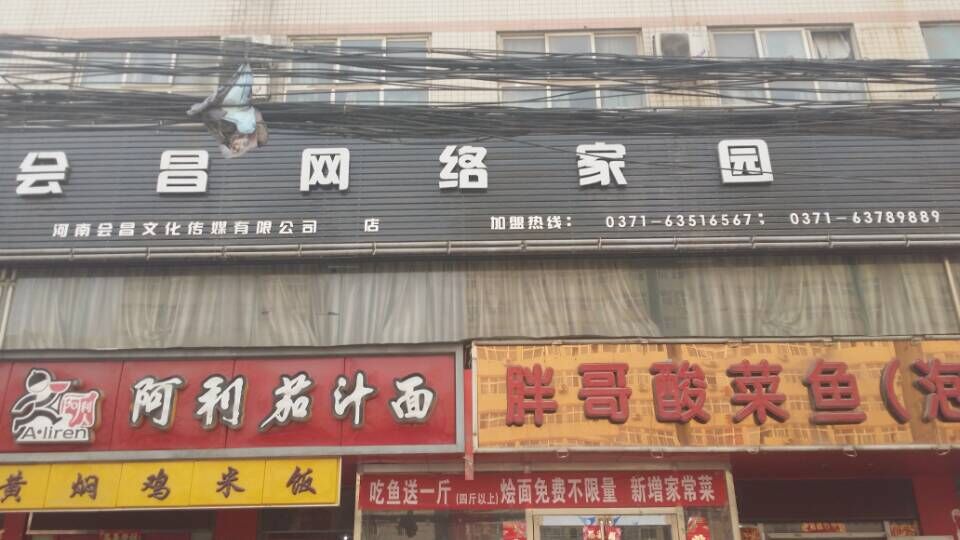 会昌网络家园
河南会昌文化传媒有限公司 店
加盟热线： 0371-63516567； 0371-63789889
阿利人
A·liren
阿利茄汁面
胖哥酸菜鱼(泡
黄焖鸡米饭
吃鱼送一斤(四斤以上)烩面免费不限量 新增家常菜